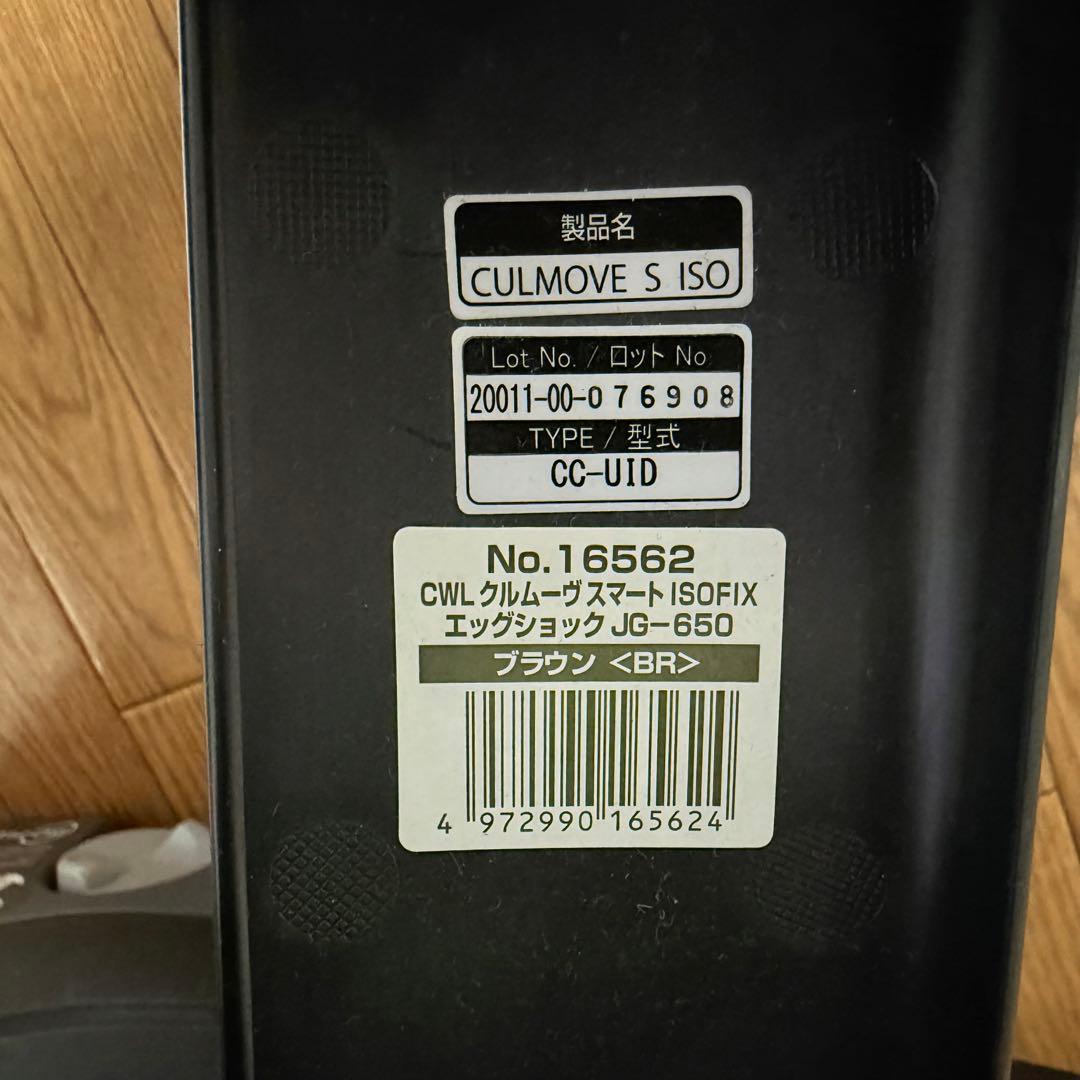 製品名
CULMOVE S ISO
Lot No. / ロット No
20011-00-076908
TYPE / 型式
CC-UID
No.16562
CWL クルムーヴ スマート ISOFIX
エッグショック JG-650
ブラウン <BR>
4 972990 165624